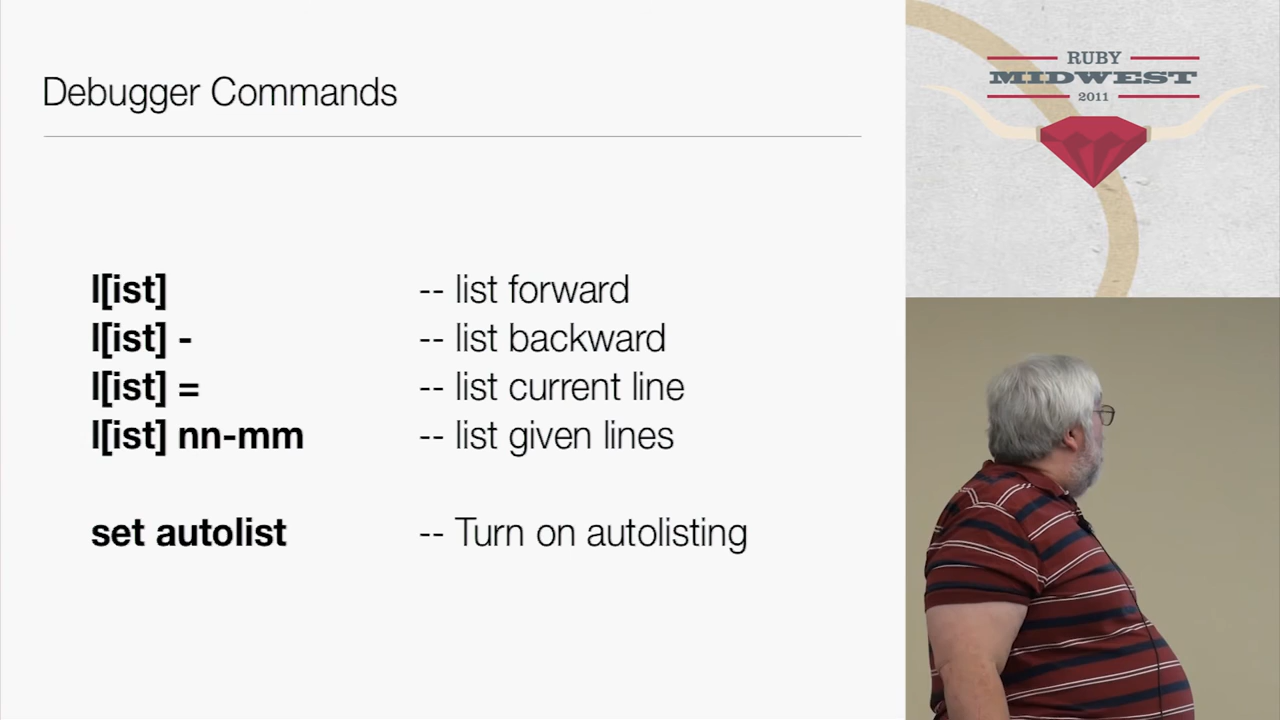 Debugger Commands
l[ist] -- list forward
l[ist] - -- list backward
l[ist] = -- list current line
l[ist] nn-mm -- list given lines
set autolist -- Turn on autolisting
RUBY
MIDWEST
2011